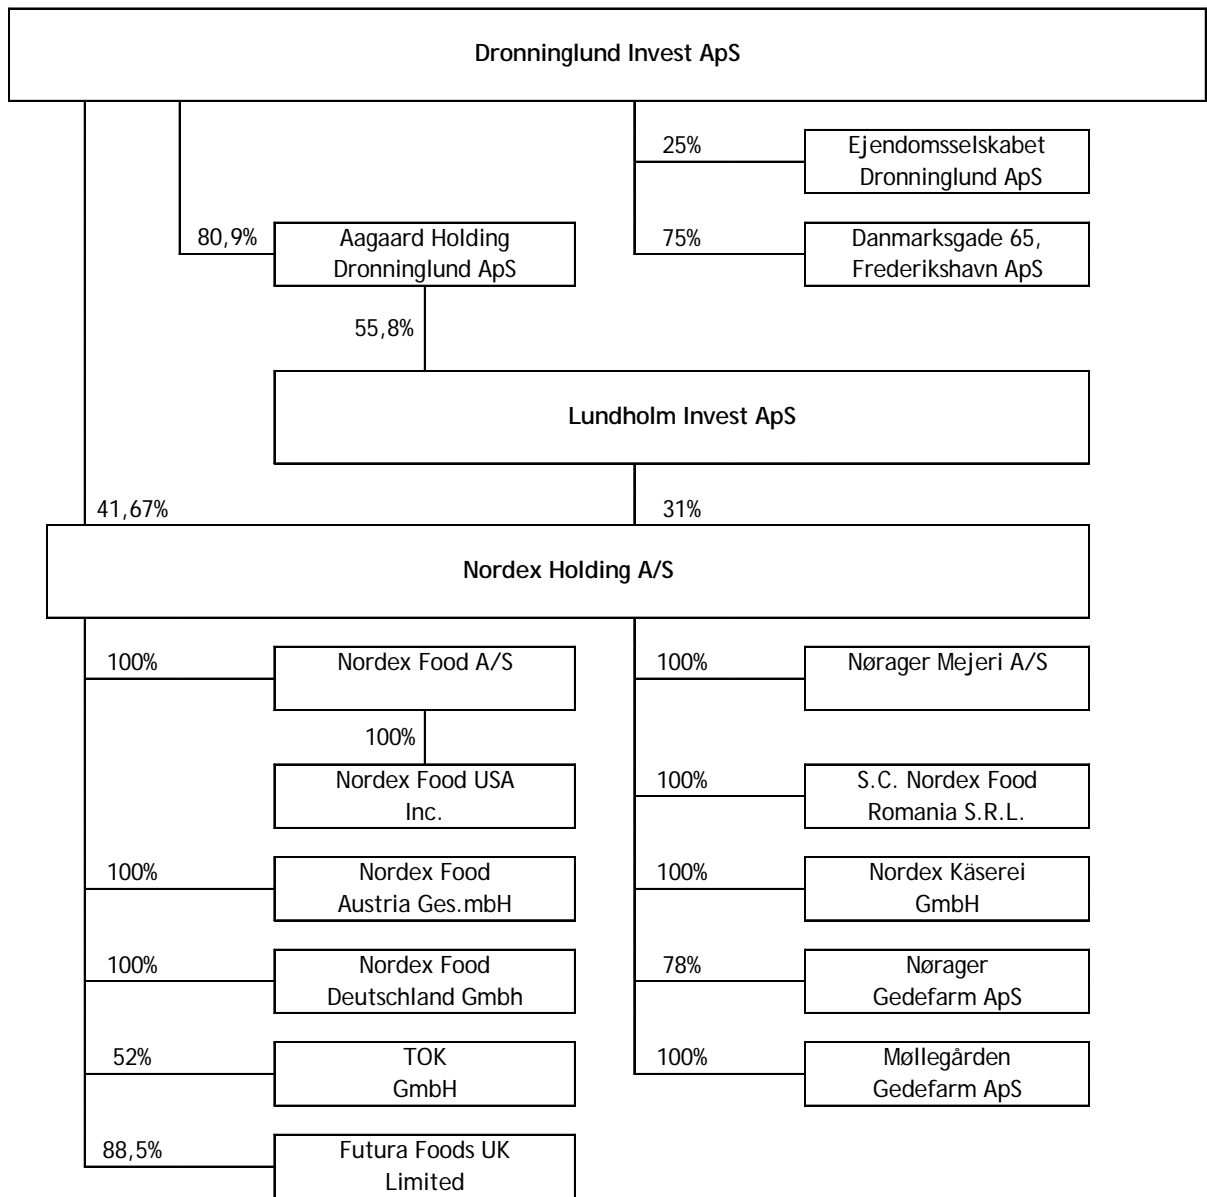 Dronninglund Invest ApS
25%
Ejendomsselskabet
Dronninglund ApS
80,9%
Aagaard Holding
Dronninglund ApS
75%
Danmarksgade 65,
Frederikshavn ApS
55,8%
Lundholm Invest ApS
41,67%
31%
Nordex Holding A/S
100%
Nordex Food A/S
100%
Nørager Mejeri A/S
100%
Nordex Food USA
Inc.
100%
S.C. Nordex Food
Romania S.R.L.
100%
Nordex Food
Austria Ges.mbH
100%
Nordex Käserei
GmbH
100%
Nordex Food
Deutschland Gmbh
78%
Nørager
Gedefarm ApS
52%
TOK
GmbH
100%
Møllegården
Gedefarm ApS
88,5%
Futura Foods UK
Limited